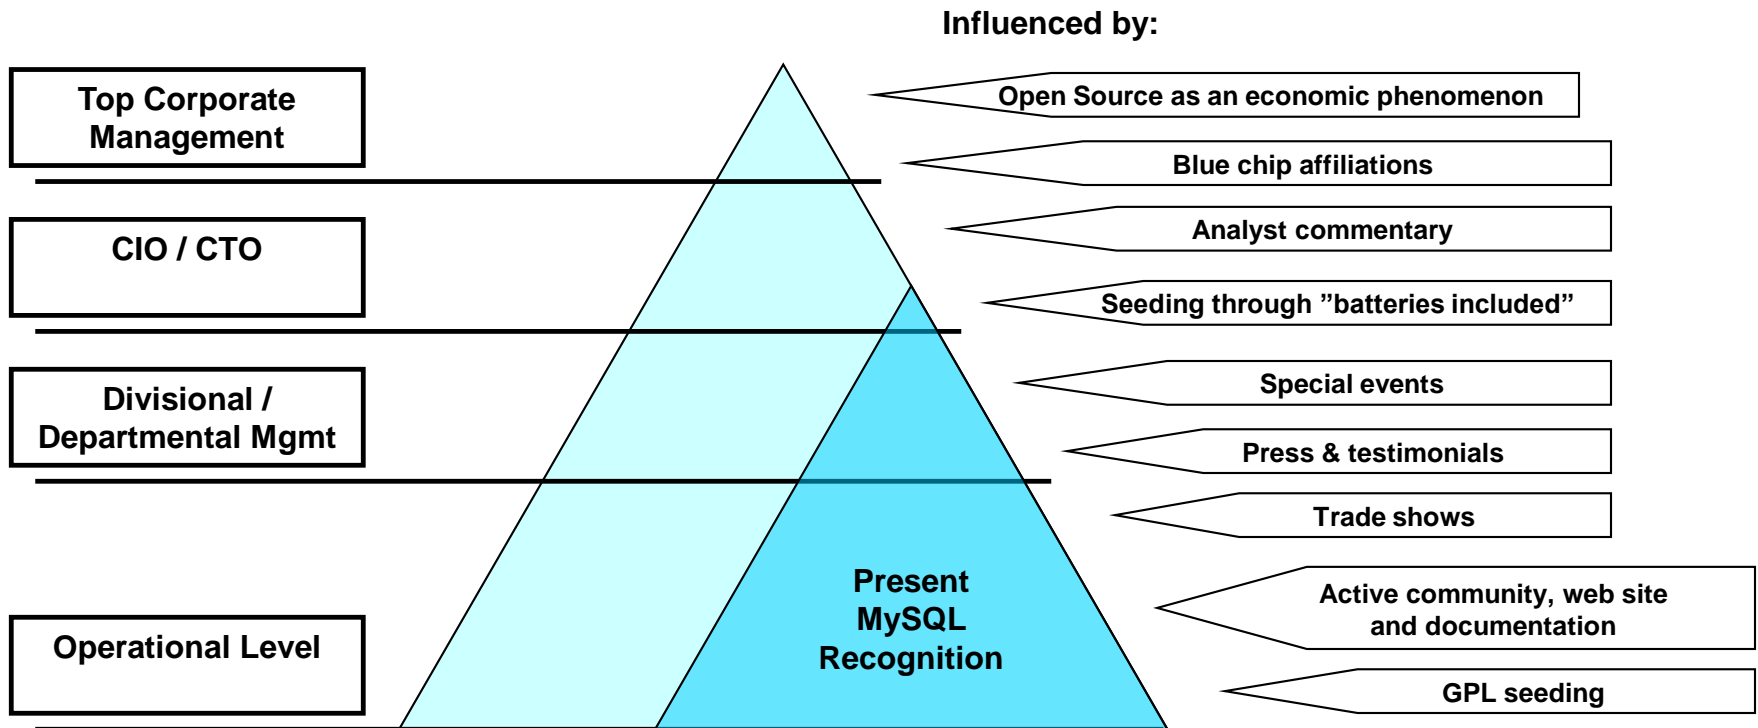 Influenced by:
Top Corporate
Management
Open Source as an economic phenomenon
Blue chip affiliations
CIO / CTO
Analyst commentary
Seeding through ”batteries included”
Divisional /
Departmental Mgmt
Special events
Press & testimonials
Trade shows
Operational Level
Present
MySQL
Recognition
Active community, web site
and documentation
GPL seeding